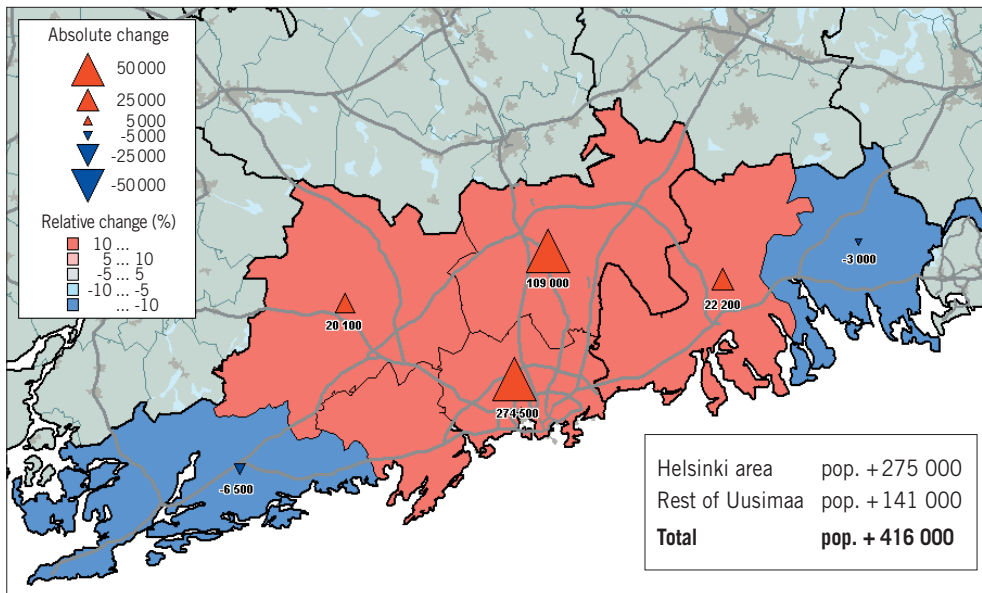 Absolute change
50 000
25 000
5 000
-5 000
-25 000
-50 000
Relative change (%)
10 ...
5 ... 10
-5 ... 5
-10 ... -5
... -10
109 000
-3 000
20 100
22 200
274 500
-6 500
Helsinki area pop. +275 000
Rest of Uusimaa pop. +141 000
Total pop. + 416 000